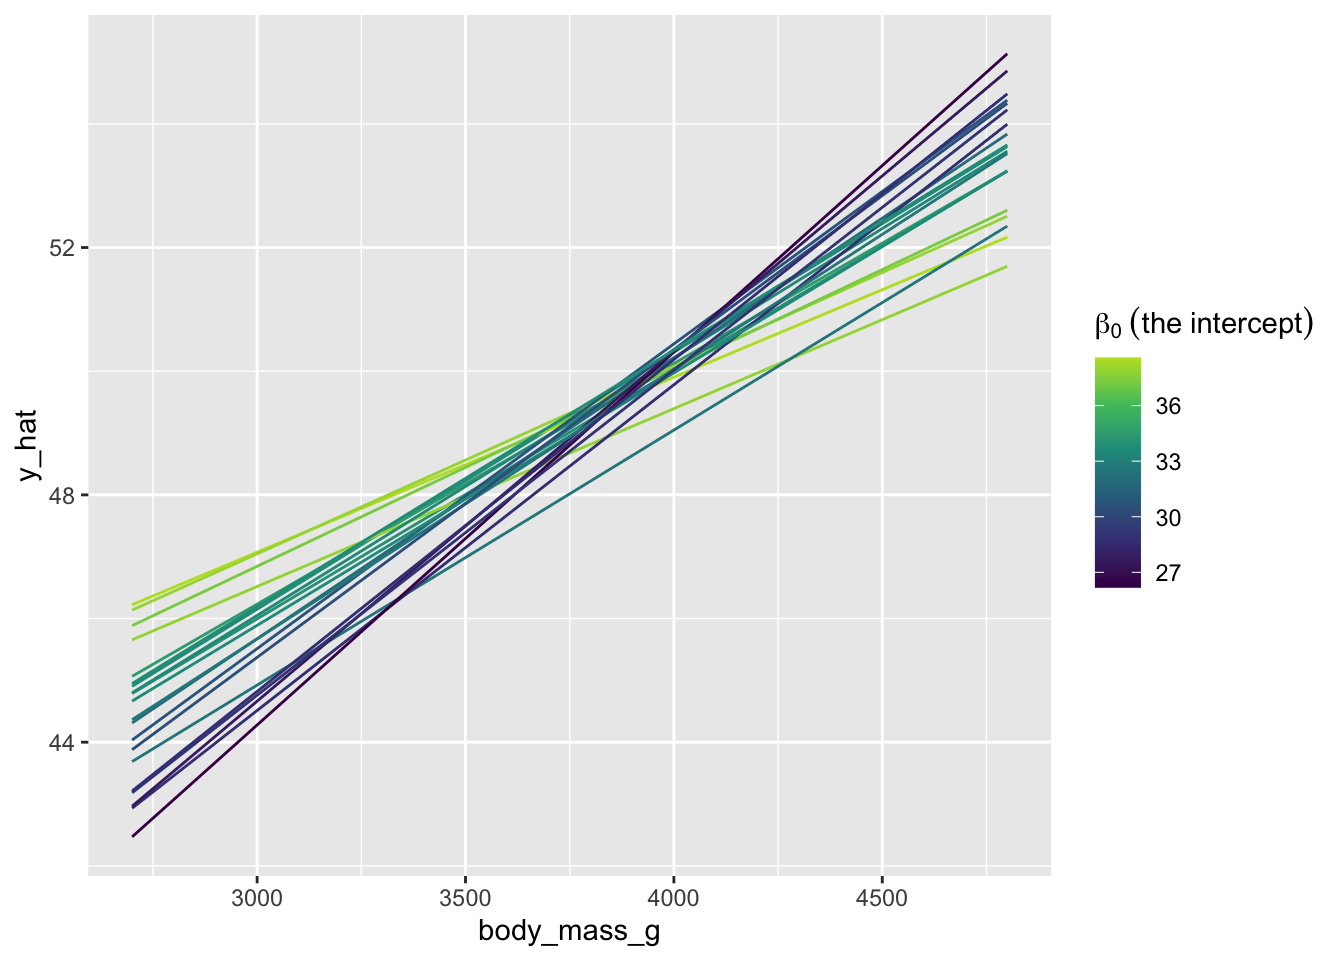 52
48
44
y_hat
3000 3500 4000 4500
body_mass_g
β₀ (the intercept)
36
33
30
27